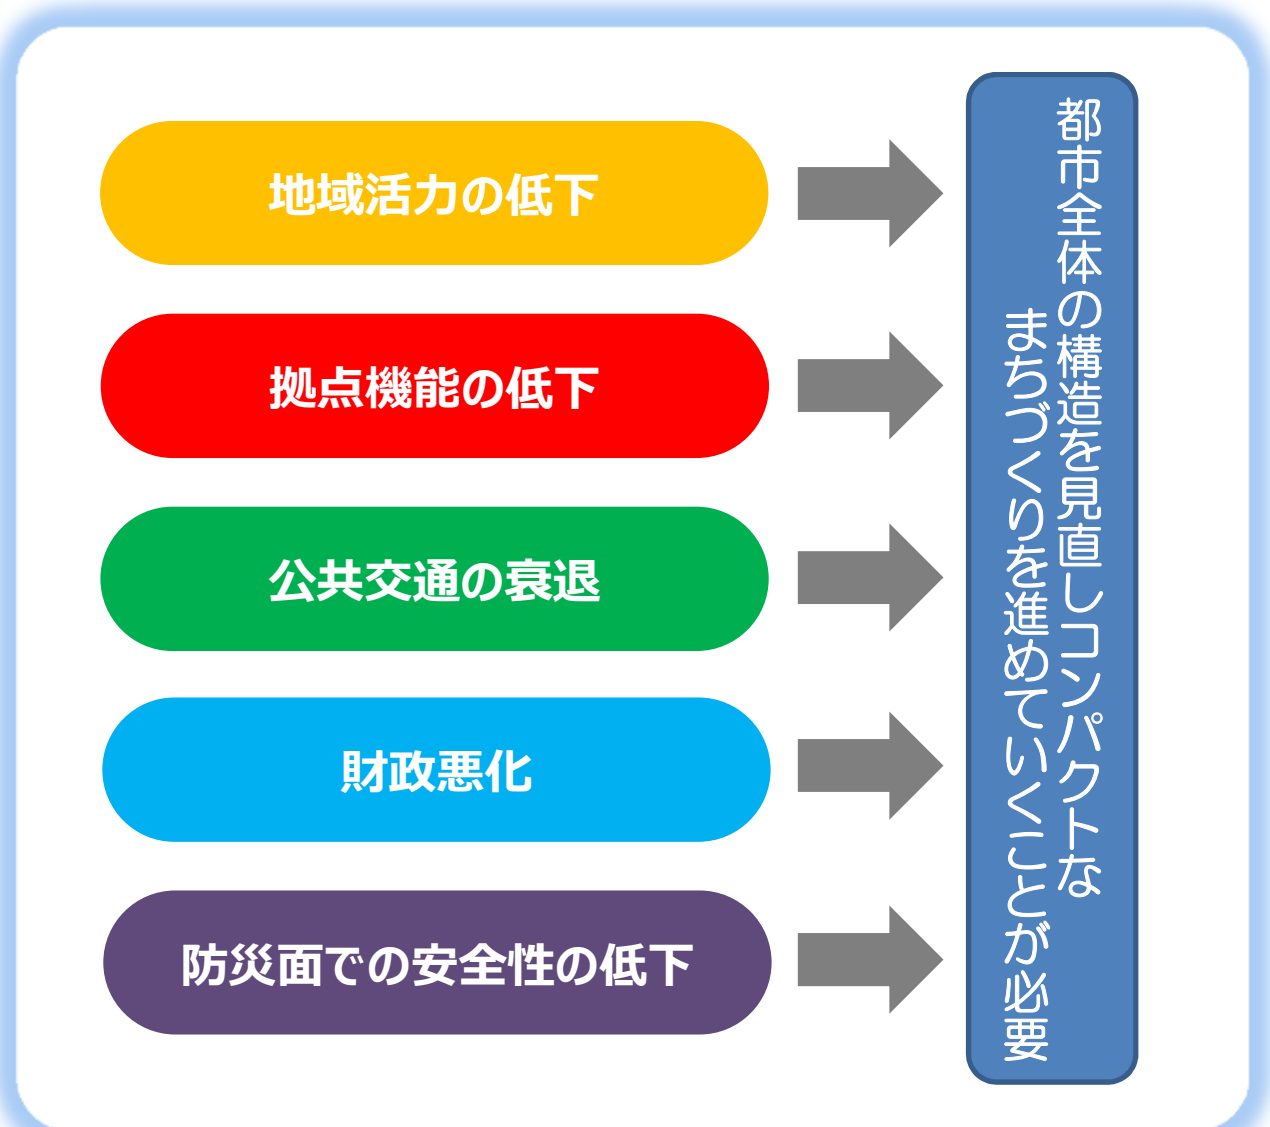 地域活力の低下
拠点機能の低下
公共交通の衰退
財政悪化
防災面での安全性の低下
都市全体の構造を見直しコンパクトな
まちづくりを進めていくことが必要